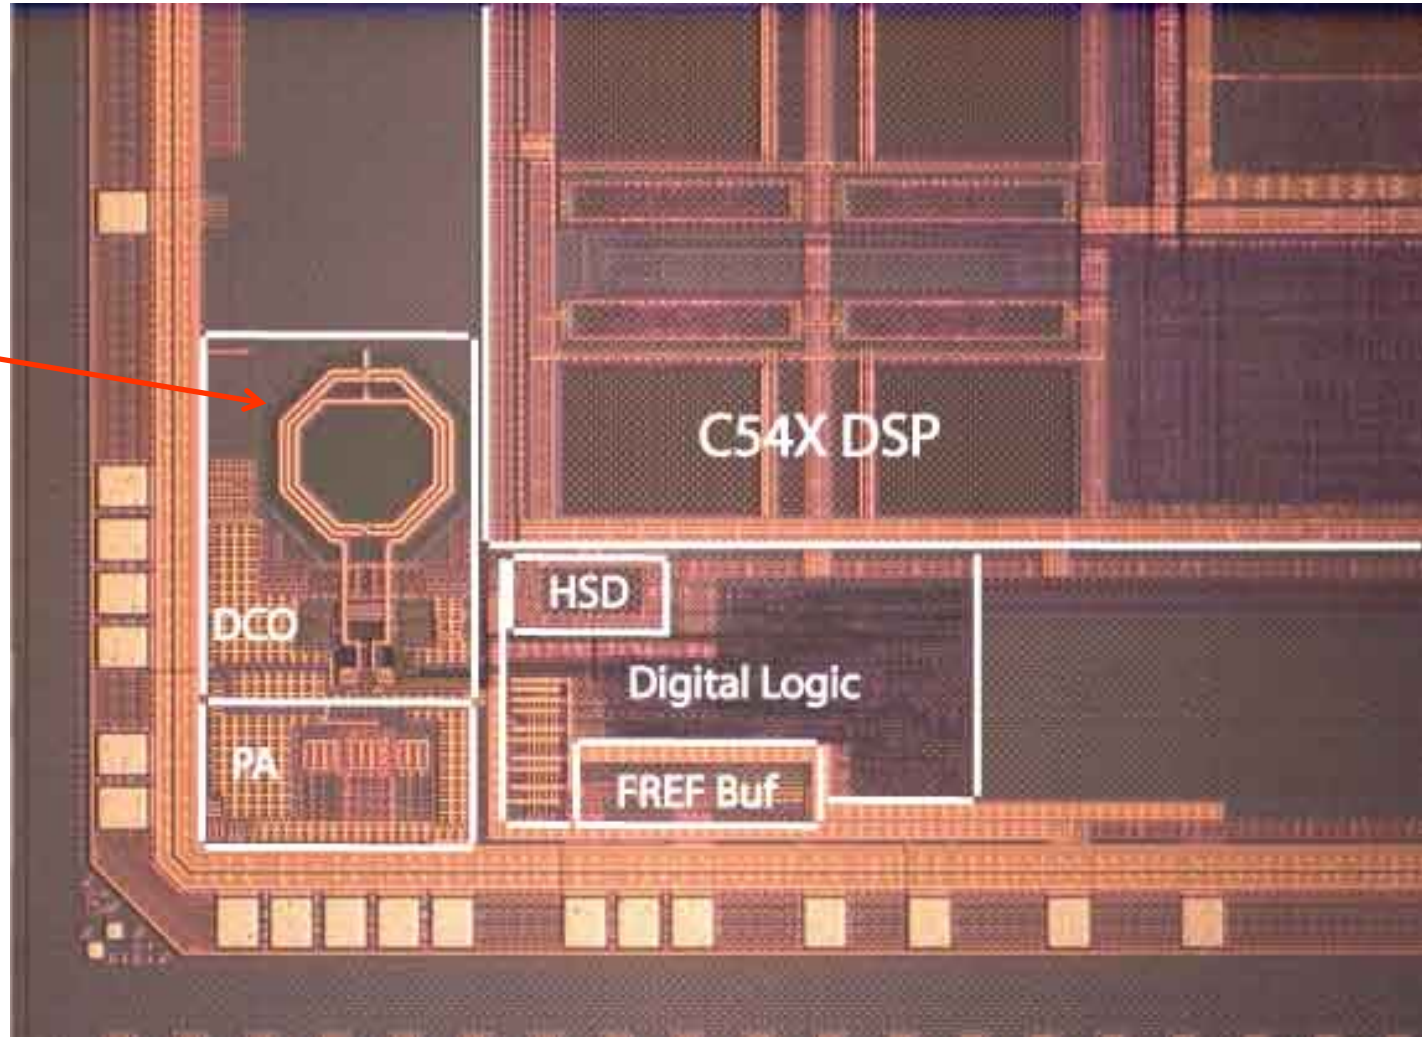 C54X DSP
HSD
DCO
Digital Logic
PA
FREF Buf